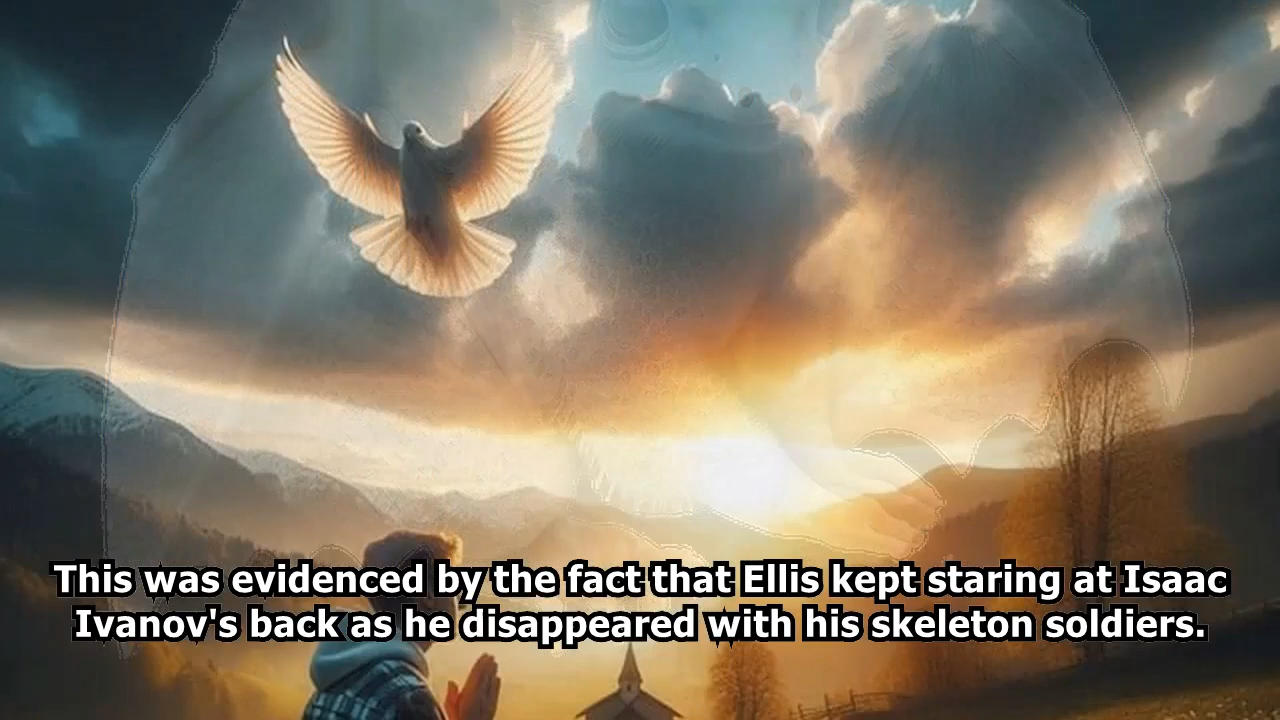 This was evidenced by the fact that Ellis kept staring at Isaac
Ivanov's back as he disappeared with his skeleton soldiers.